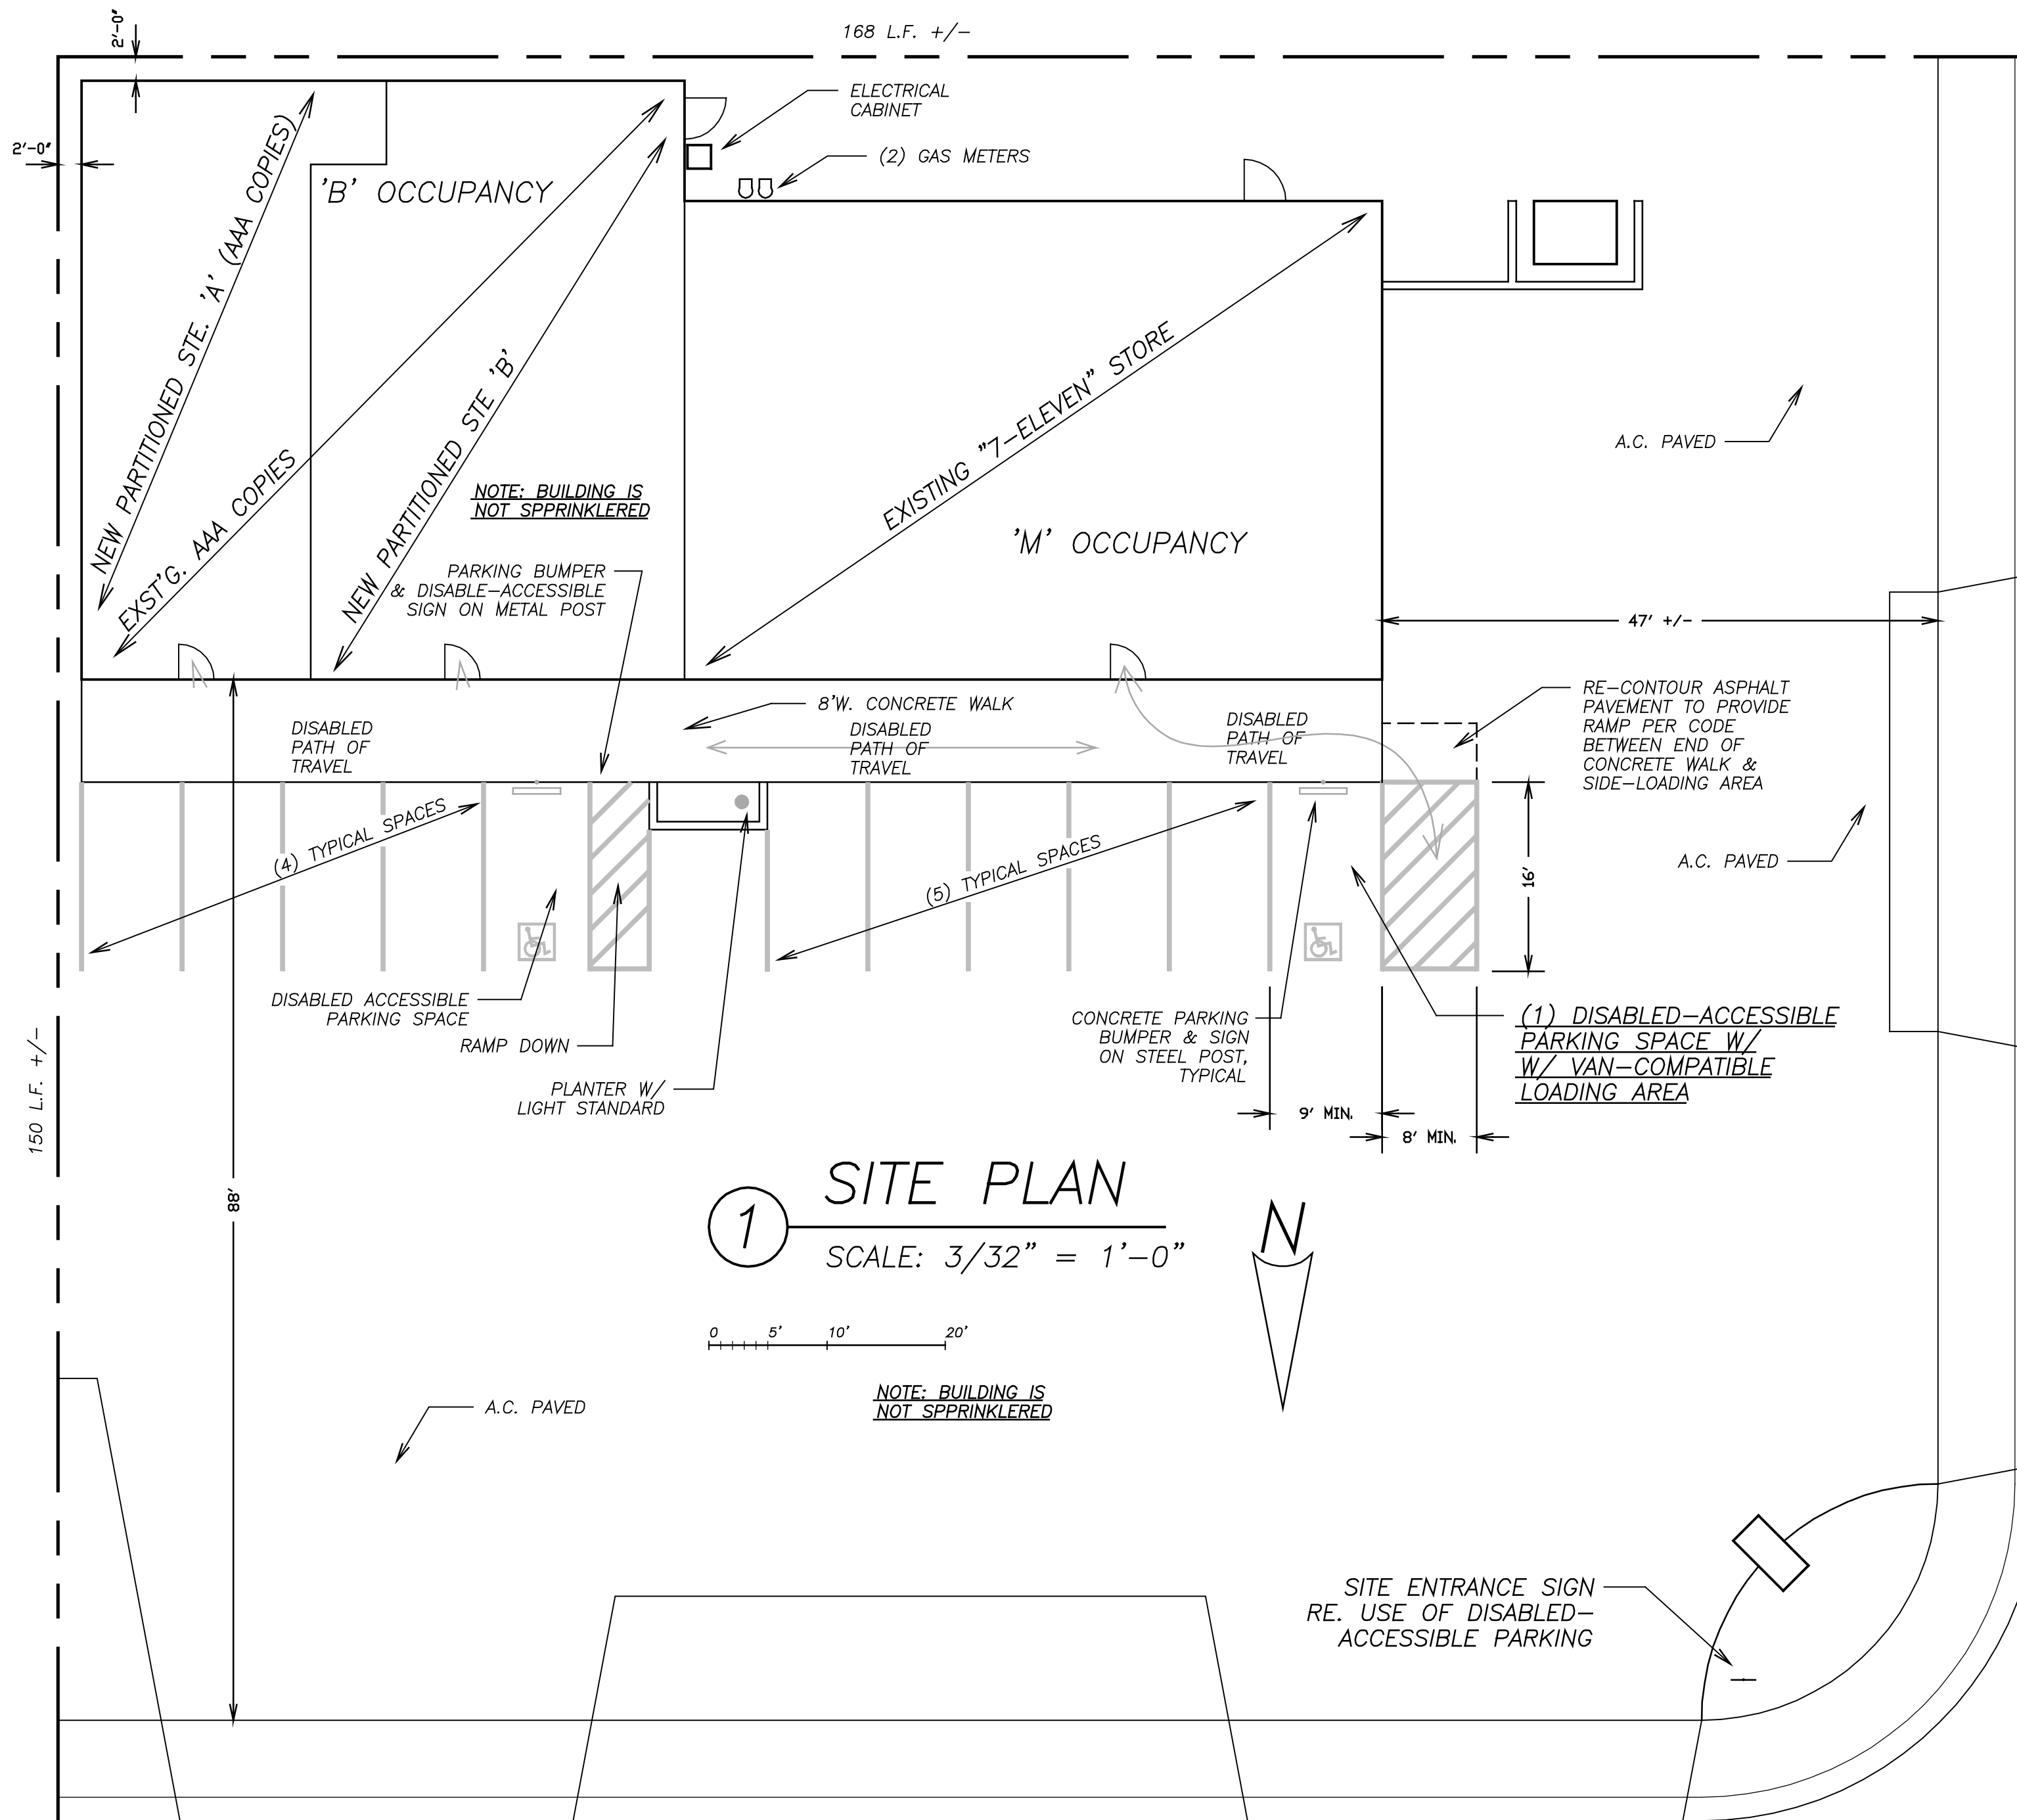 2'-0"
168 L.F. +/-
ELECTRICAL
CABINET
(2) GAS METERS
2'-0"
NEW PARTITIONED STE. 'A' (AAA COPIES)
'B' OCCUPANCY
EXST'G. AAA COPIES
NEW PARTITIONED STE 'B'
NOTE: BUILDING IS
NOT SPPRINKLERED
EXISTING "7-ELEVEN" STORE
'M' OCCUPANCY
A.C. PAVED
PARKING BUMPER
& DISABLE-ACCESSIBLE
SIGN ON METAL POST
47' +/-
8'W. CONCRETE WALK
DISABLED
PATH OF
TRAVEL
DISABLED
PATH OF
TRAVEL
DISABLED
PATH OF
TRAVEL
RE-CONTOUR ASPHALT
PAVEMENT TO PROVIDE
RAMP PER CODE
BETWEEN END OF
CONCRETE WALK &
SIDE-LOADING AREA
(4) TYPICAL SPACES
(5) TYPICAL SPACES
16'
A.C. PAVED
DISABLED ACCESSIBLE
PARKING SPACE
RAMP DOWN
PLANTER W/
LIGHT STANDARD
CONCRETE PARKING
BUMPER & SIGN
ON STEEL POST,
TYPICAL
(1) DISABLED-ACCESSIBLE
PARKING SPACE W/
W/ VAN-COMPATIBLE
LOADING AREA
9' MIN.
8' MIN.
150 L.F. +/-
88'
1
SITE PLAN
SCALE: 3/32" = 1'-0"
N
0 5' 10' 20'
NOTE: BUILDING IS
NOT SPPRINKLERED
A.C. PAVED
SITE ENTRANCE SIGN
RE. USE OF DISABLED-
ACCESSIBLE PARKING